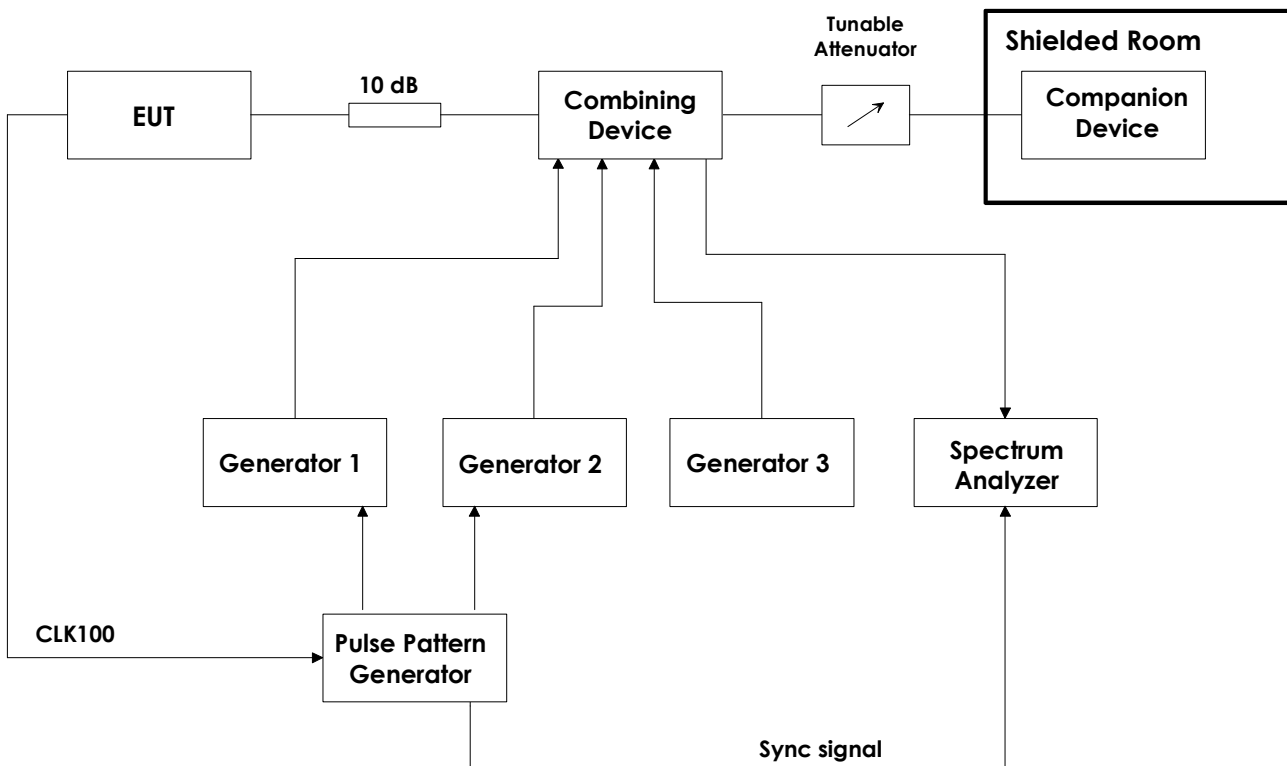 Tunable
Attenuator
Shielded Room
10 dB
EUT
Combining
Device
Companion
Device
Generator 1
Generator 2
Generator 3
Spectrum
Analyzer
CLK100
Pulse Pattern
Generator
Sync signal